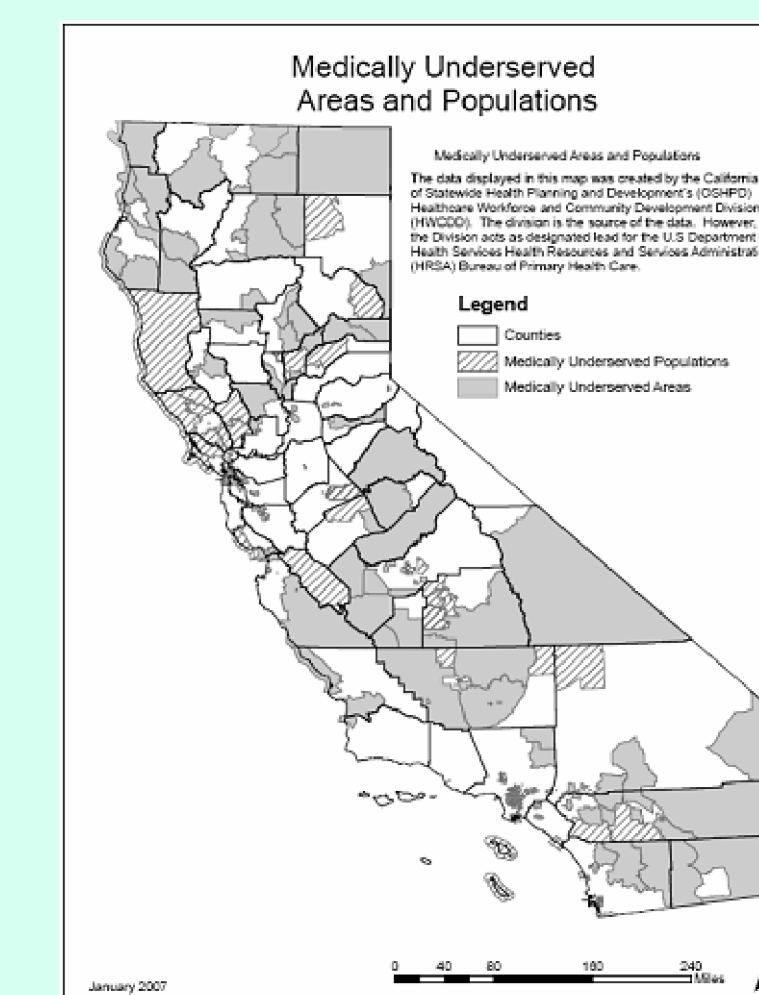 Medically Underserved
Areas and Populations
Medically Underserved Areas and Populations
The data displayed in this map was created by the California
of Statewide Health Planning and Development's (OSHPD)
Healthcare Workforce and Community Development Division
(HWCDD). The division is the source of the data. However,
the Division acts as designated lead for the U.S Department
Health Services Health Resources and Services Administrati
(HRSA) Bureau of Primary Health Care.
Legend
Counties
Medically Underserved Populations
Medically Underserved Areas
0 40 80 160 240
Miles
January 2007